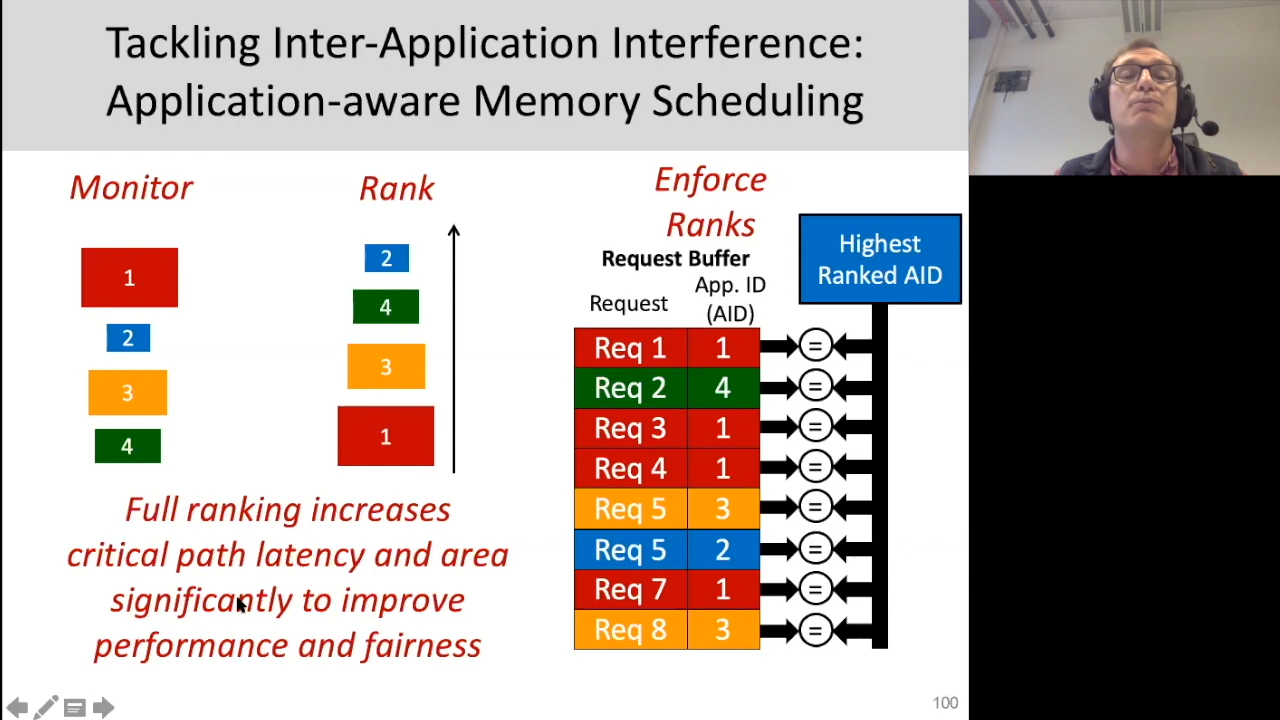 Tackling Inter-Application Interference:
Application-aware Memory Scheduling
Monitor
1
2
3
4
Rank
2
4
3
1
Full ranking increases
critical path latency and area
significantly to improve
performance and fairness
Enforce
Ranks
Request Buffer
Request App. ID
(AID)
Req 1 1 =
Req 2 4 =
Req 3 1 =
Req 4 1 =
Req 5 3 =
Req 5 2 =
Req 7 1 =
Req 8 3 =
Highest
Ranked AID
100